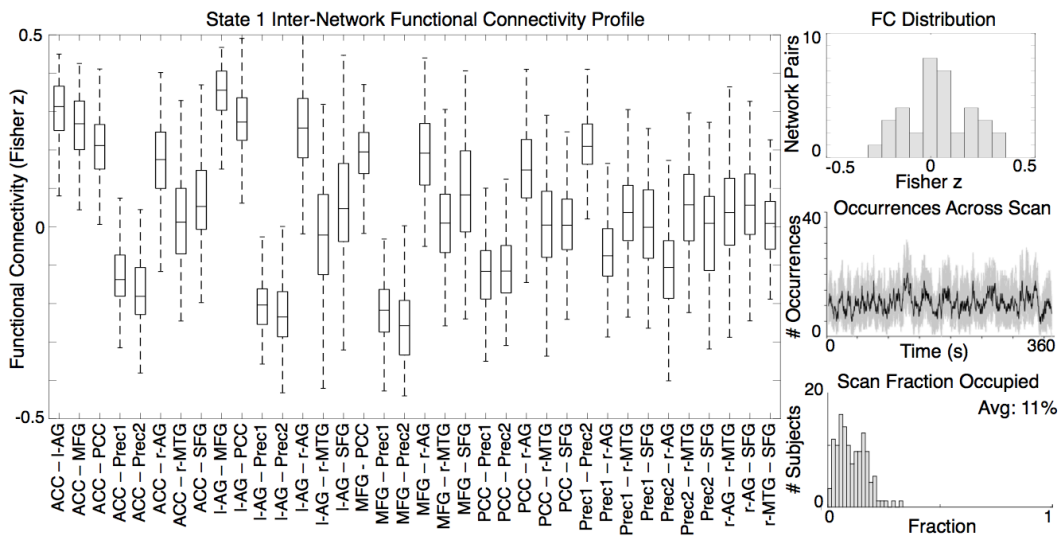 State 1 Inter-Network Functional Connectivity Profile
Functional Connectivity (Fisher z)
0.5
0
-0.5
ACC – l-AG
ACC – MFG
ACC – PCC
ACC – Prec1
ACC – Prec2
ACC – r-AG
ACC – r-MTG
ACC – SFG
l-AG – MFG
l-AG – PCC
l-AG – Prec1
l-AG – Prec2
l-AG – r-AG
l-AG – r-MTG
l-AG – SFG
MFG - PCC
MFG – Prec1
MFG – Prec2
MFG – r-AG
MFG – r-MTG
MFG – SFG
PCC – Prec1
PCC – Prec2
PCC – r-AG
PCC – r-MTG
PCC – SFG
Prec1 – Prec2
Prec1 – r-AG
Prec1 – r-MTG
Prec1 – SFG
Prec2 – r-AG
Prec2 – r-MTG
Prec2 – SFG
r-AG – r-MTG
r-AG – SFG
r-MTG – SFG
FC Distribution
Network Pairs
10
0
-0.5
0
0.5
Fisher z
Occurrences Across Scan
# Occurrences
40
0
0
Time (s)
360
Scan Fraction Occupied
Avg: 11%
# Subjects
20
0
0
Fraction
1